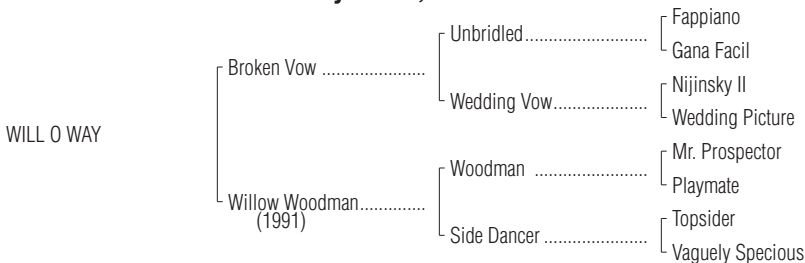 Fappiano
Unbridled..........................
Gana Facil
Broken Vow ......................
Nijinsky II
Wedding Vow....................
Wedding Picture
WILL O WAY
Mr. Prospector
Woodman ........................
Playmate
Willow Woodman..............
(1991)
Topsider
Side Dancer ......................
Vaguely Specious